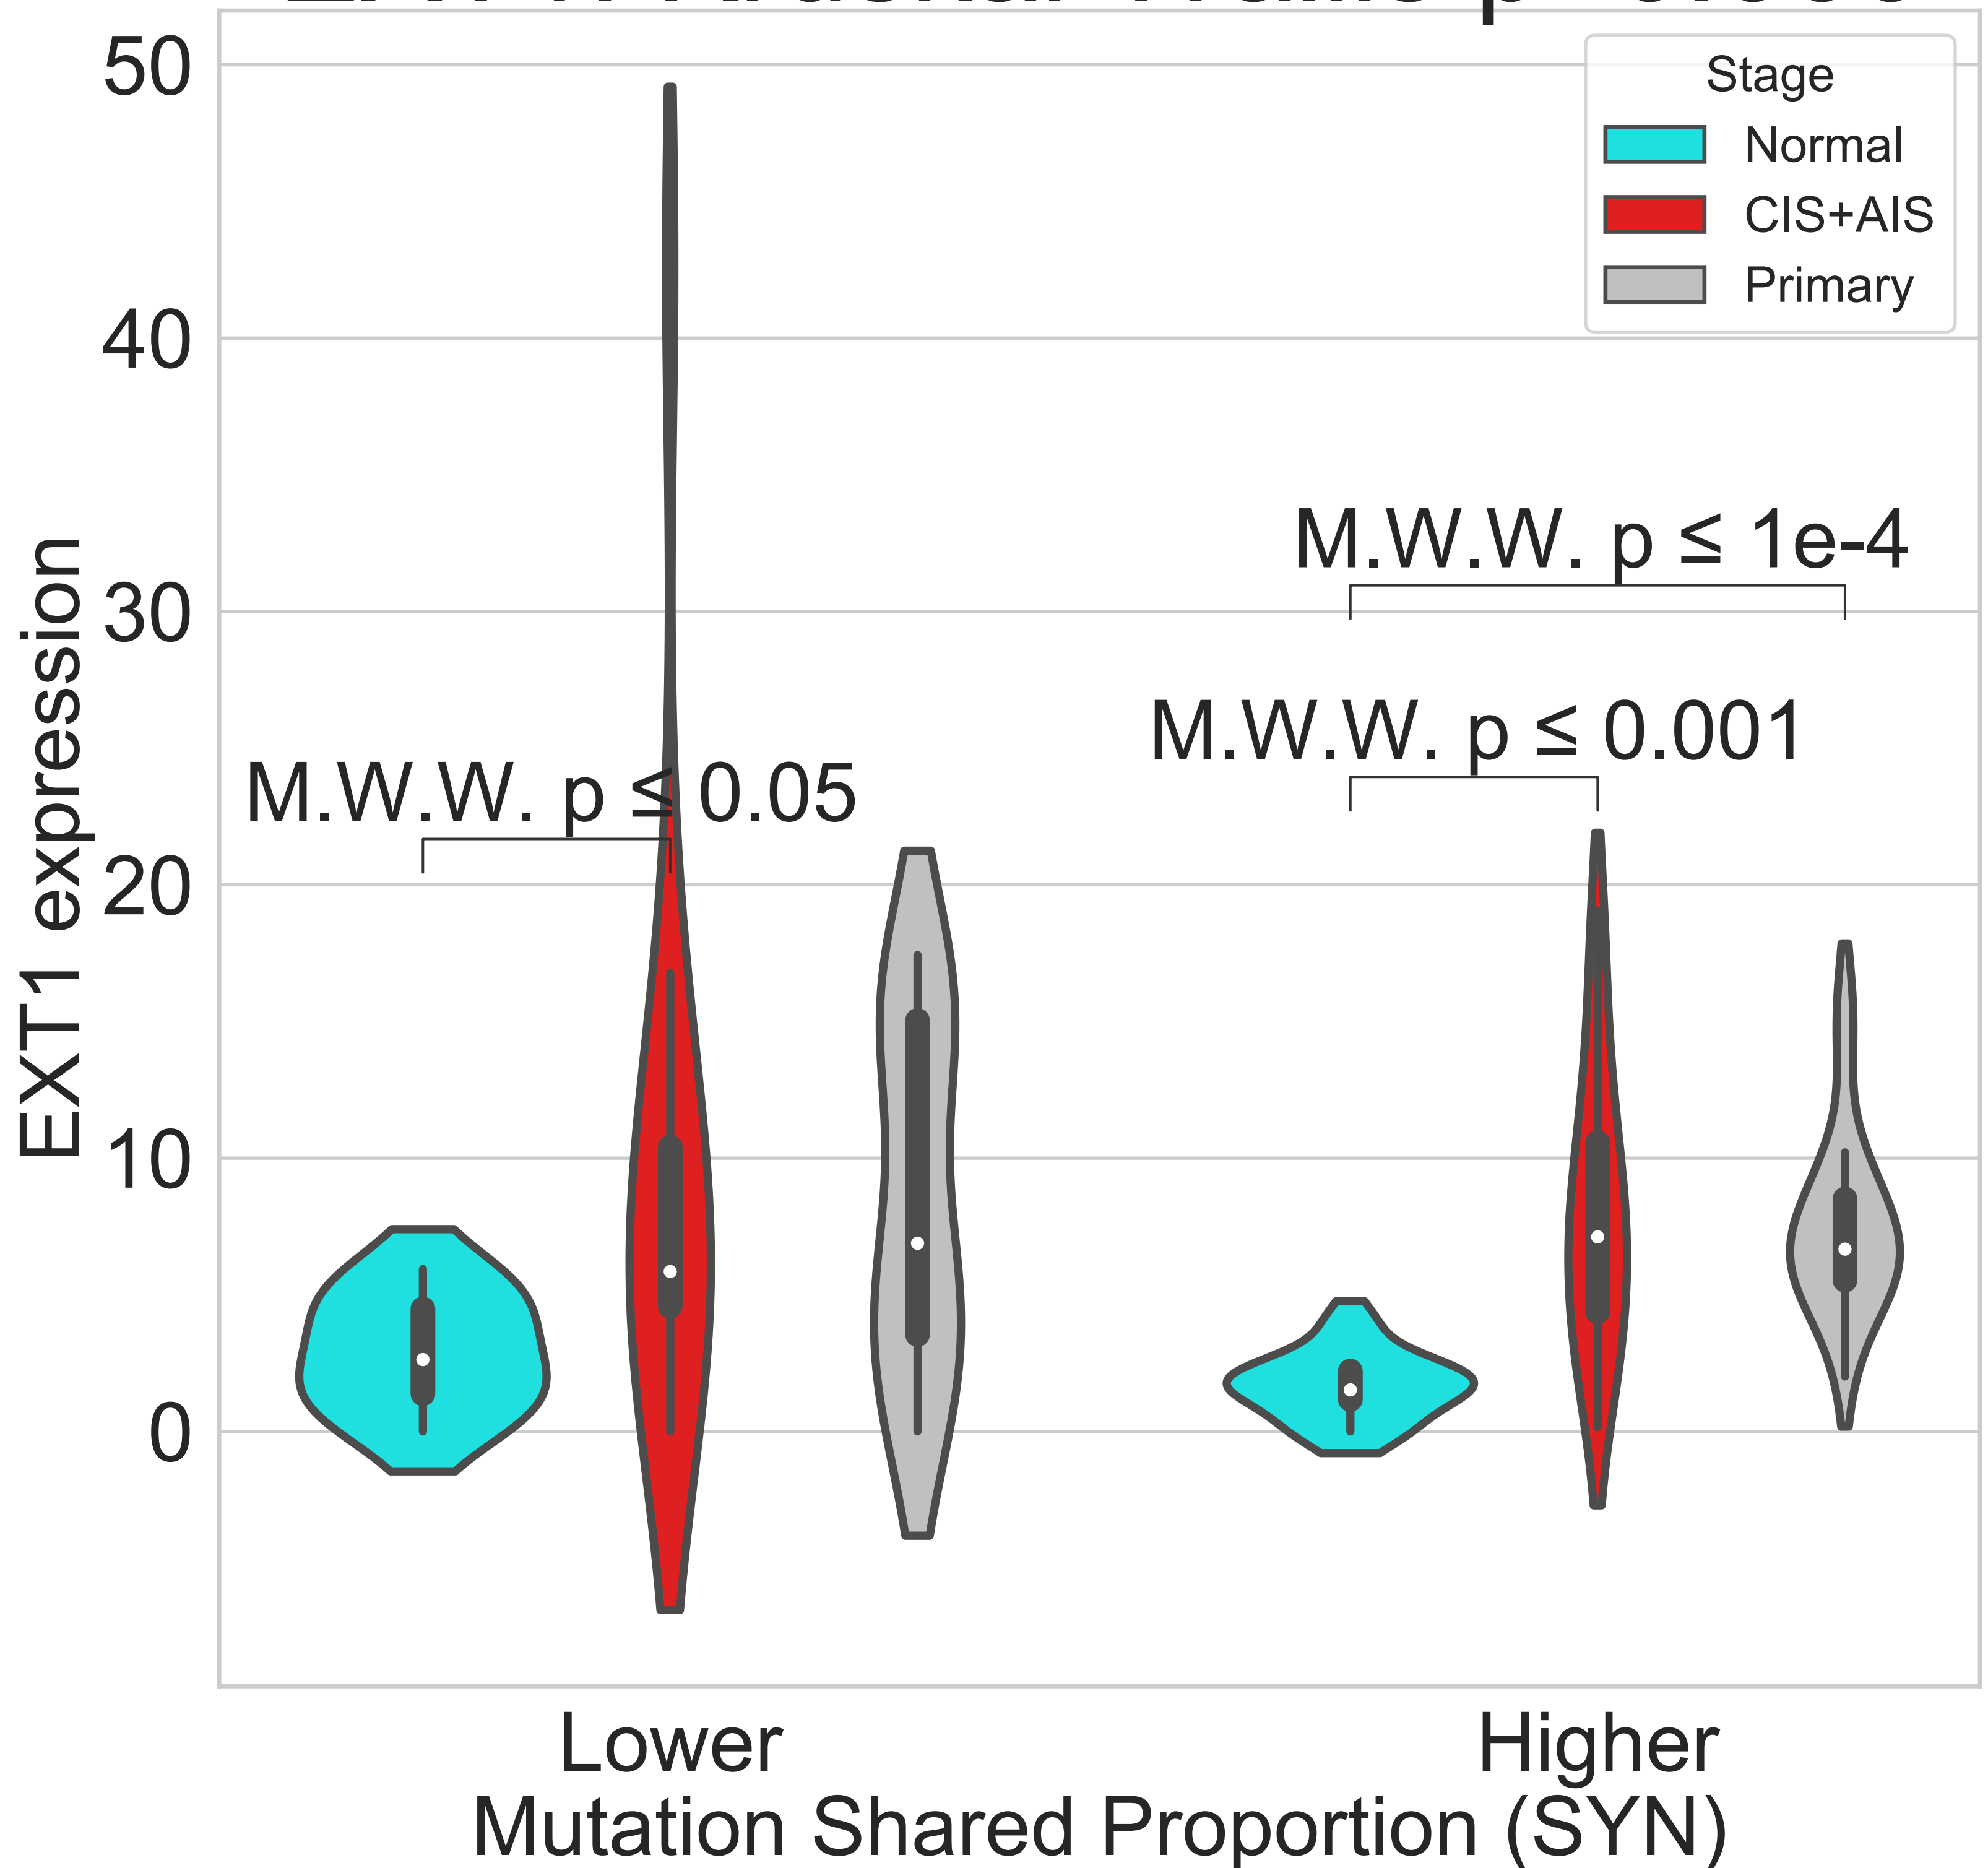 50
40
30
20
10
0
EXT1 expression
Stage
Normal
CIS+AIS
Primary
M.W.W. p ≤ 1e-4
M.W.W. p ≤ 0.001
M.W.W. p ≤ 0.05
Lower
Higher
Mutation Shared Proportion (SYN)